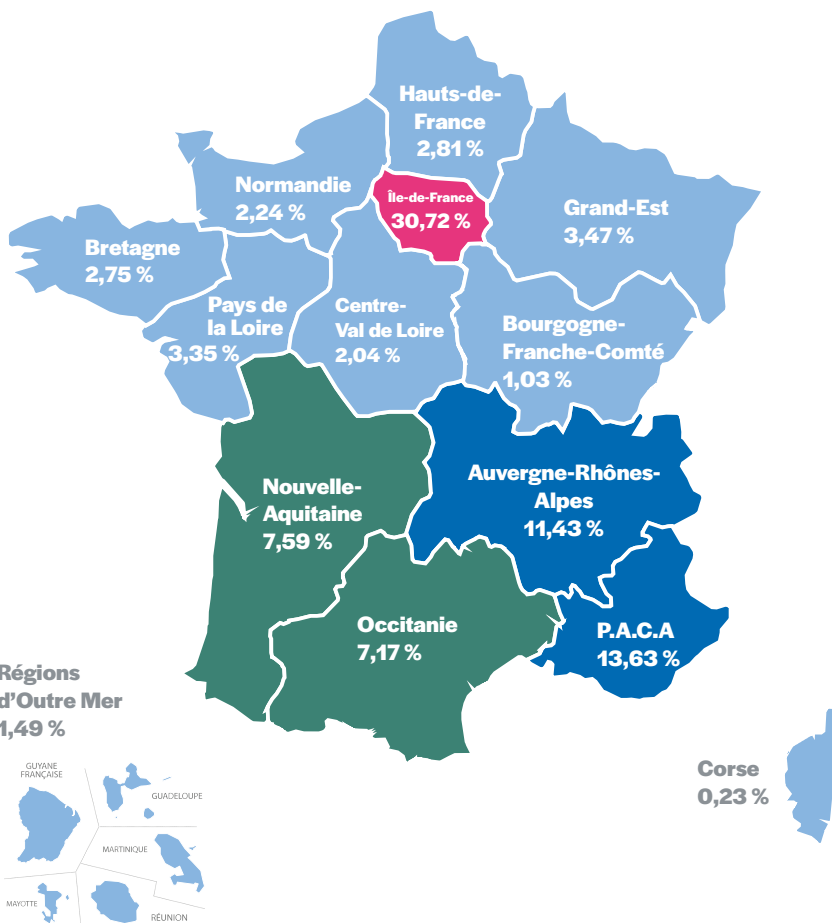 Hauts-de-
France
2,81 %
Normandie
2,24 %
Île-de-France
30,72 %
Grand-Est
3,47 %
Bretagne
2,75 %
Pays de
la Loire
3,35 %
Centre-
Val de Loire
2,04 %
Bourgogne-
Franche-Comté
1,03 %
Nouvelle-
Aquitaine
7,59 %
Auvergne-Rhônes-
Alpes
11,43 %
Occitanie
7,17 %
P.A.C.A
13,63 %
Régions
d'Outre Mer
1,49 %
Corse
0,23 %
GUYANE
FRANÇAISE
GUADELOUPE
MARTINIQUE
MAYOTTE
RÉUNION